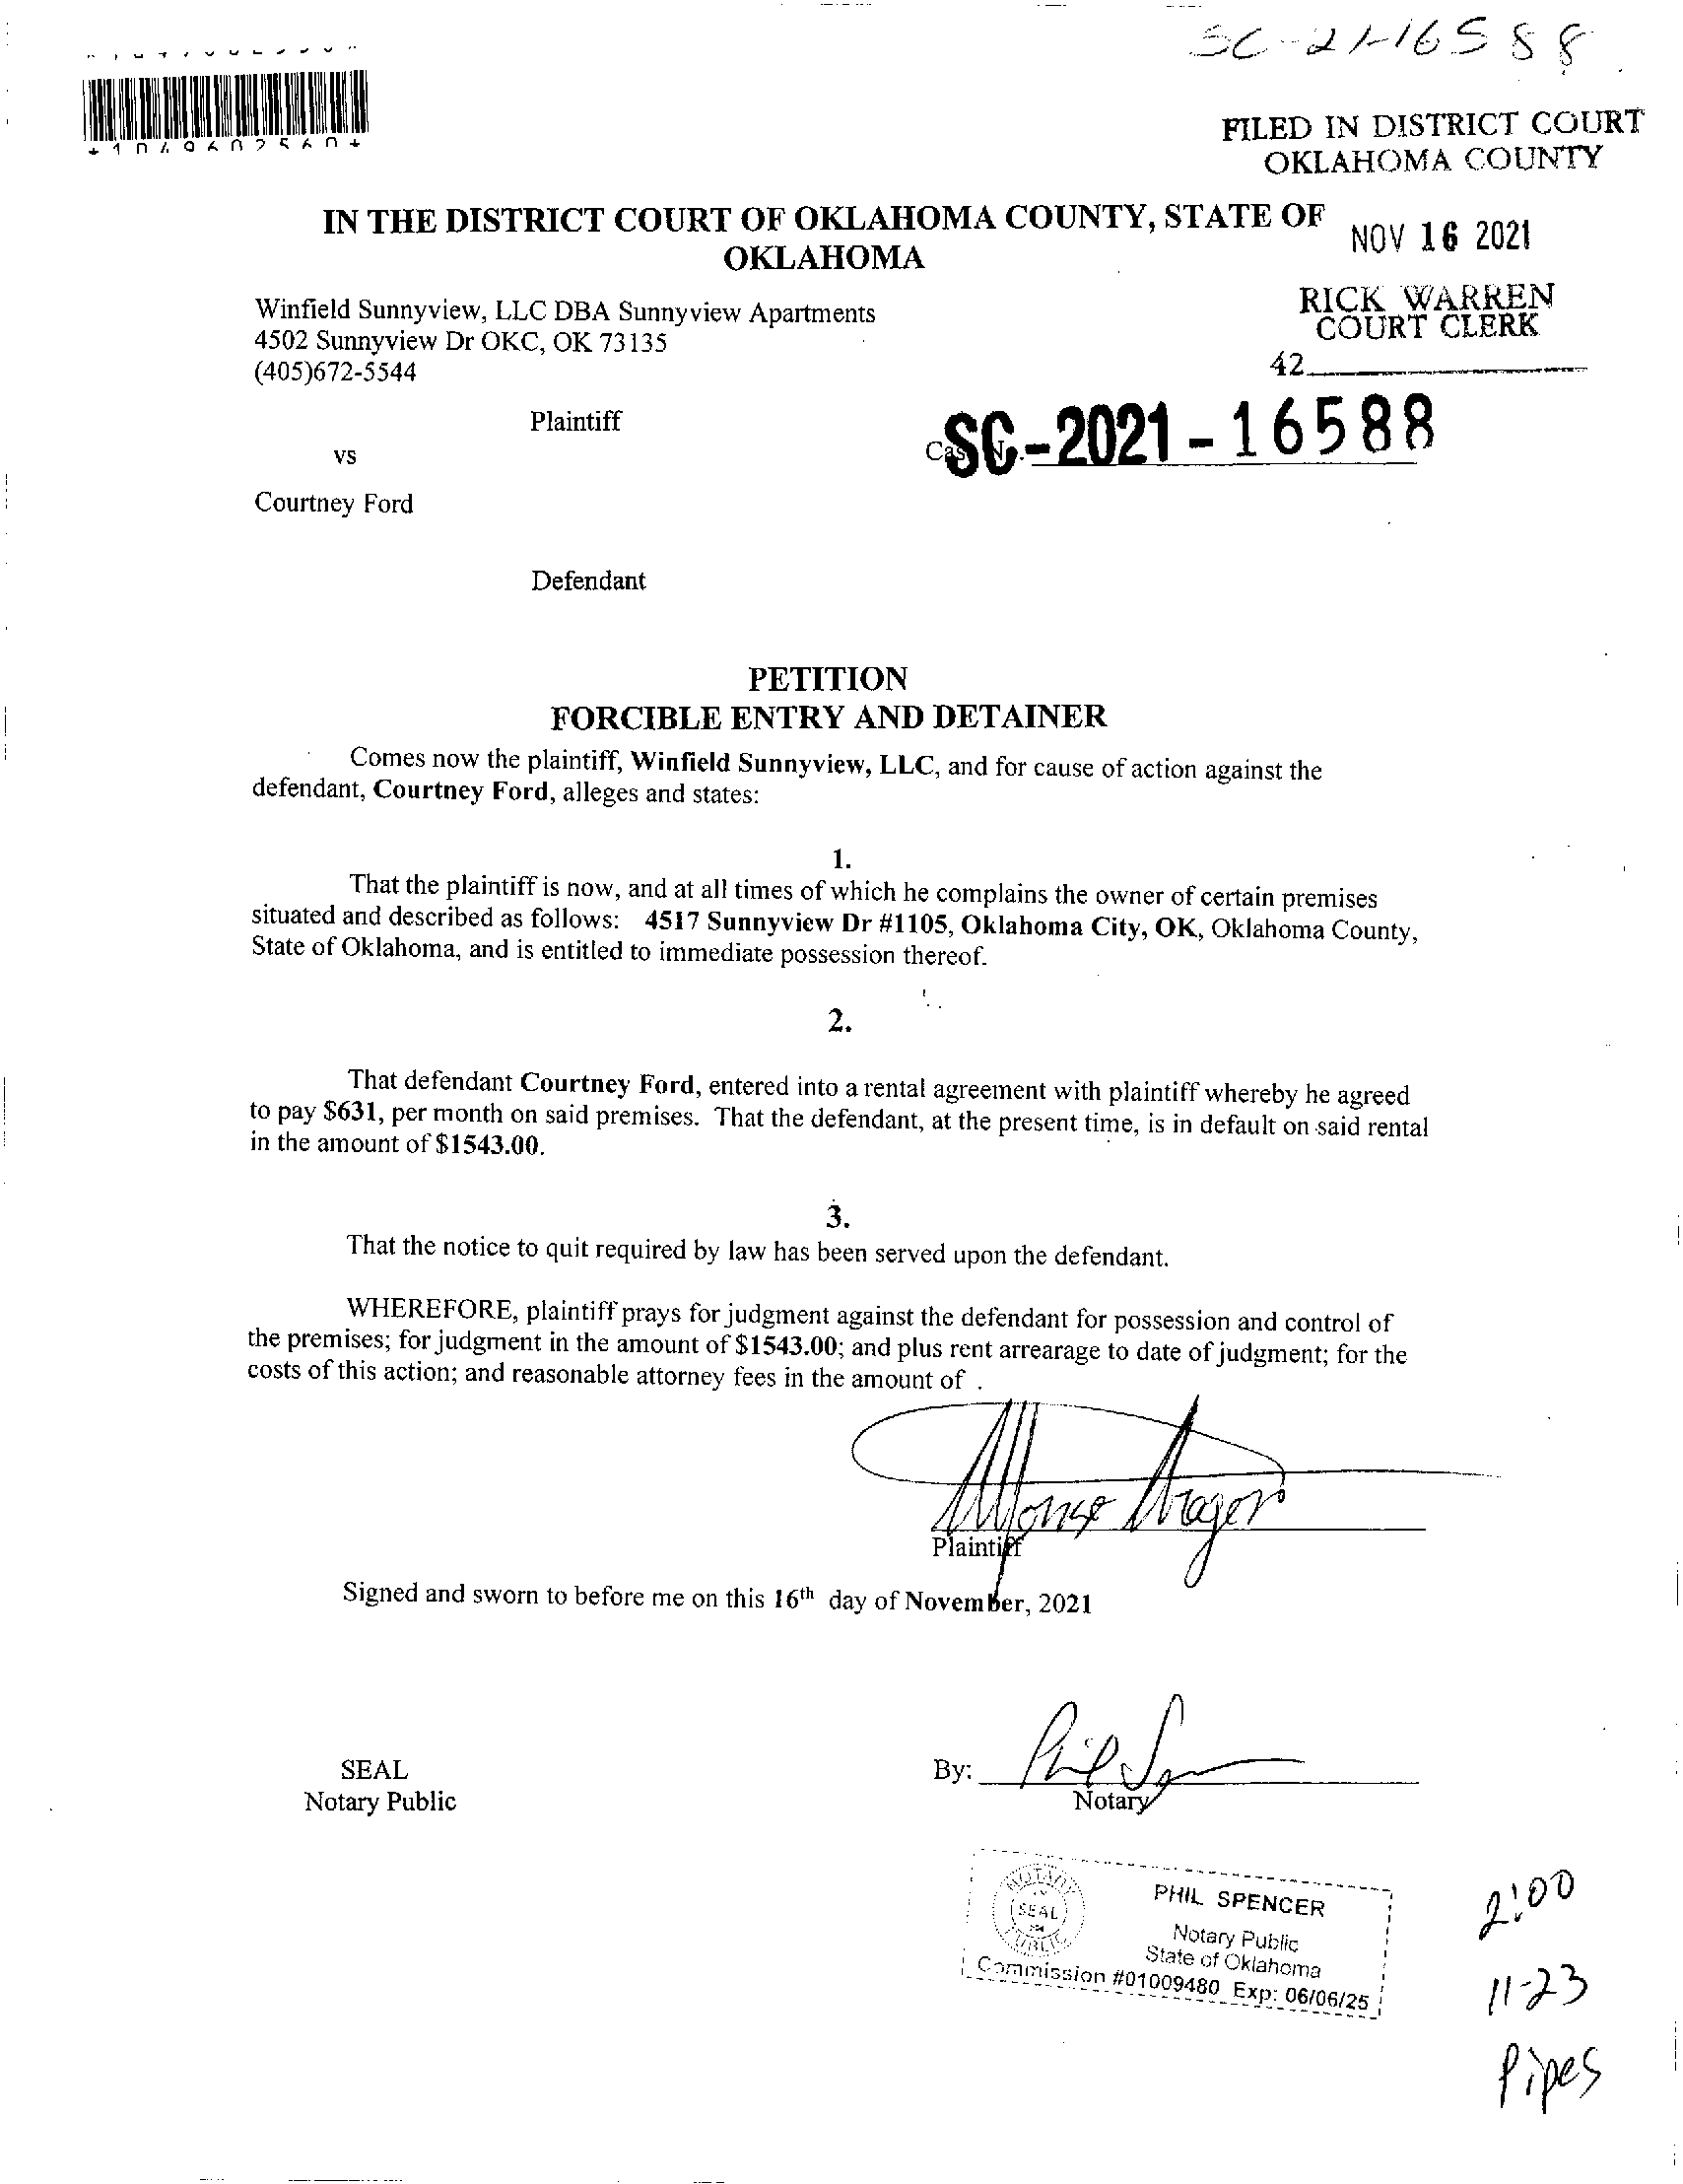 SC-21-16588
*1049602560*
FILED IN DISTRICT COURT
OKLAHOMA COUNTY
IN THE DISTRICT COURT OF OKLAHOMA COUNTY, STATE OF
OKLAHOMA
NOV 16 2021
RICK WARREN
COURT CLERK
42
Winfield Sunnyview, LLC DBA Sunnyview Apartments
4502 Sunnyview Dr OKC, OK 73135
(405)672-5544
Plaintiff
SC-2021-16588
vs
Courtney Ford
Defendant
PETITION
FORCIBLE ENTRY AND DETAINER
Comes now the plaintiff, Winfield Sunnyview, LLC, and for cause of action against the
defendant, Courtney Ford, alleges and states:
1.
That the plaintiff is now, and at all times of which he complains the owner of certain premises
situated and described as follows: 4517 Sunnyview Dr #1105, Oklahoma City, OK, Oklahoma County,
State of Oklahoma, and is entitled to immediate possession thereof.
2.
That defendant Courtney Ford, entered into a rental agreement with plaintiff whereby he agreed
to pay $631, per month on said premises. That the defendant, at the present time, is in default on said rental
in the amount of $1543.00.
3.
That the notice to quit required by law has been served upon the defendant.
WHEREFORE, plaintiff prays for judgment against the defendant for possession and control of
the premises; for judgment in the amount of $1543.00; and plus rent arrearage to date of judgment; for the
costs of this action; and reasonable attorney fees in the amount of .
Plaintiff
Signed and sworn to before me on this 16th day of November, 2021
SEAL
Notary Public
By:
Notary
NOTARY
SEAL
PUBLIC
PHIL SPENCER
Notary Public
State of Oklahoma
Commission #01009480 Exp: 06/06/25
2:00
11-23
Pipes